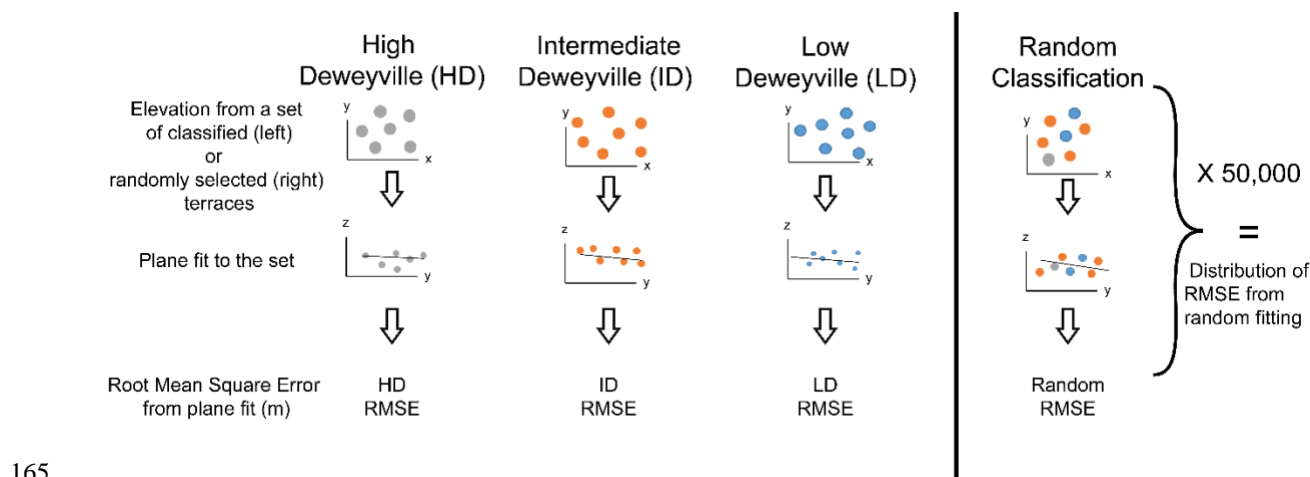 High
Deweyville (HD)
Intermediate
Deweyville (ID)
Low
Deweyville (LD)
Random
Classification
Elevation from a set
of classified (left)
or
randomly selected (right)
terraces
y
x
y
x
y
x
y
x
X 50,000
=
Distribution of
RMSE from
random fitting
Plane fit to the set
z
y
z
y
z
y
z
y
Root Mean Square Error
from plane fit (m)
HD
RMSE
ID
RMSE
LD
RMSE
Random
RMSE
165